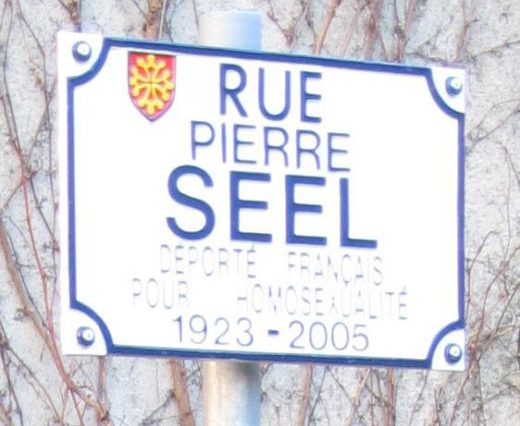 RUE
PIERRE
SEEL
DÉPORTÉ FRANÇAIS
POUR HOMOSEXUALITÉ
1923 - 2005